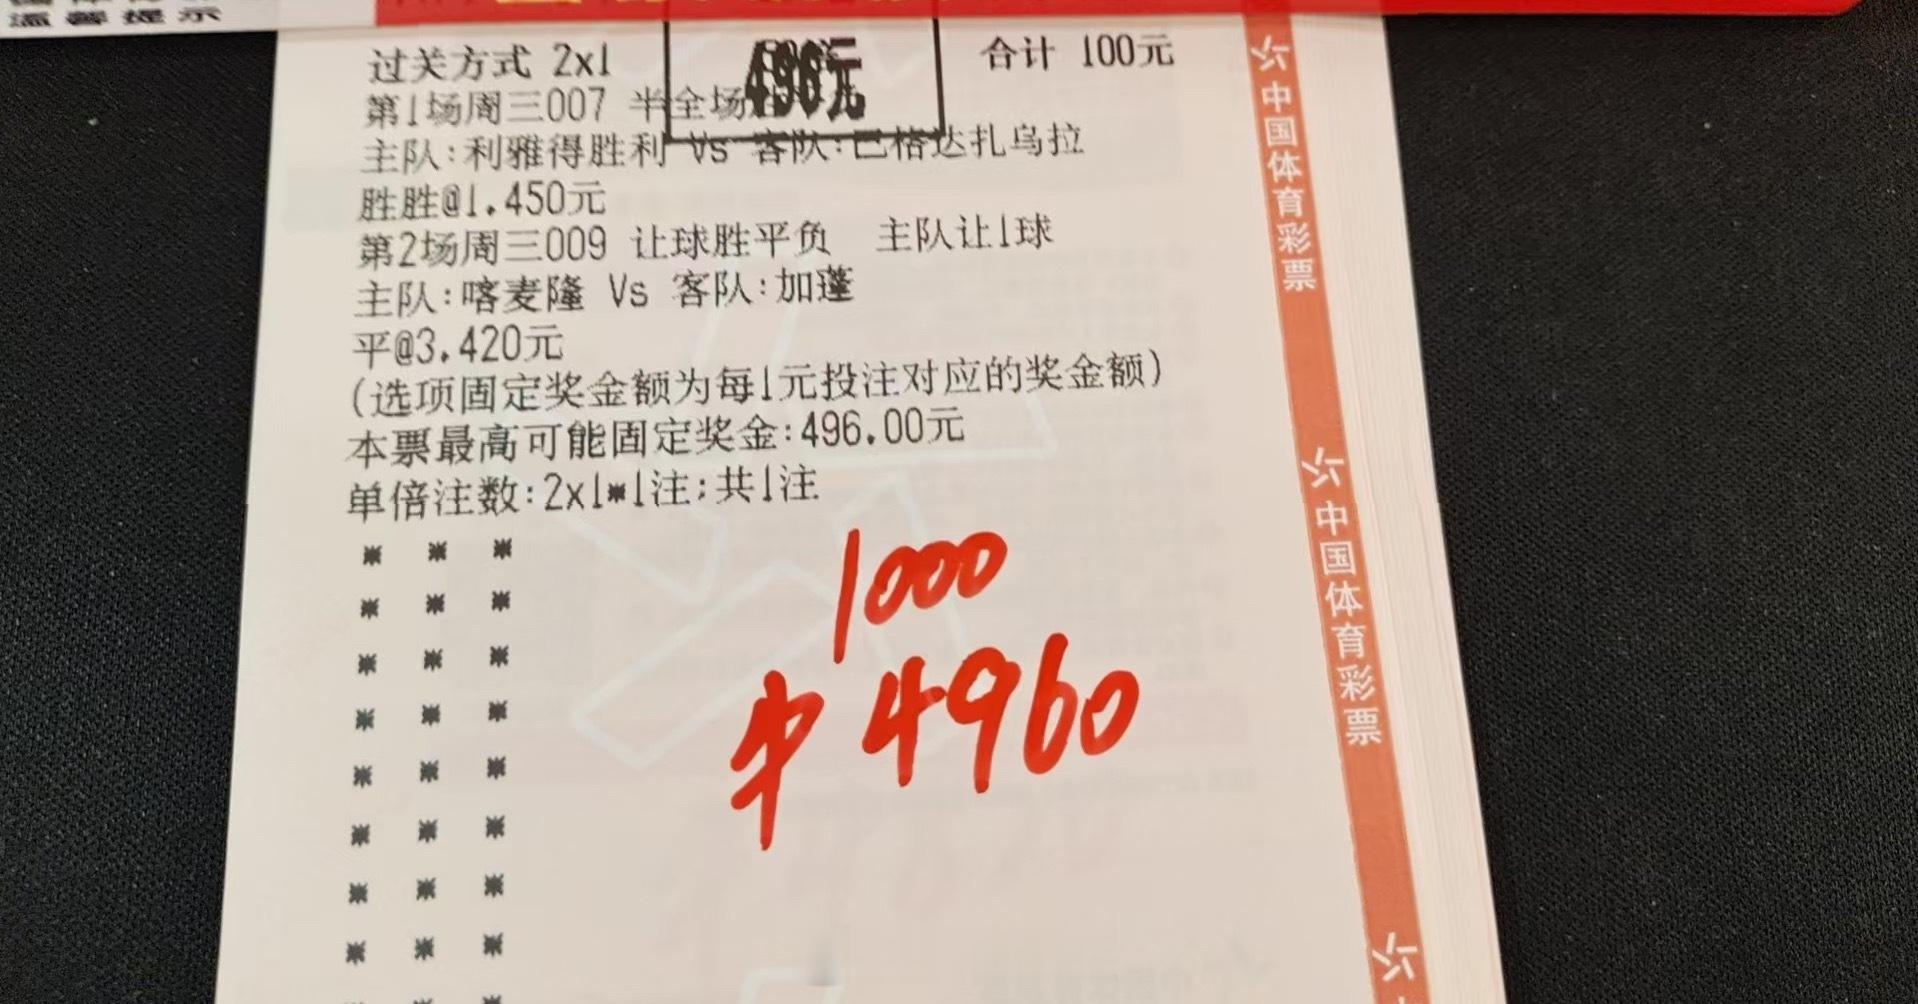 温馨提示
496元
过关方式 2x1 合计 100元
第1场周三007 半全场
主队:利雅得胜利 Vs 客队:巴格达扎乌拉
胜胜@1.450元
第2场周三009 让球胜平负 主队让1球
主队:喀麦隆 Vs 客队:加蓬
平@3.420元
(选项固定奖金额为每1元投注对应的奖金额)
本票最高可能固定奖金:496.00元
单倍注数:2x1*1注;共1注
1000
中4960
中国体育彩票
中国体育彩票